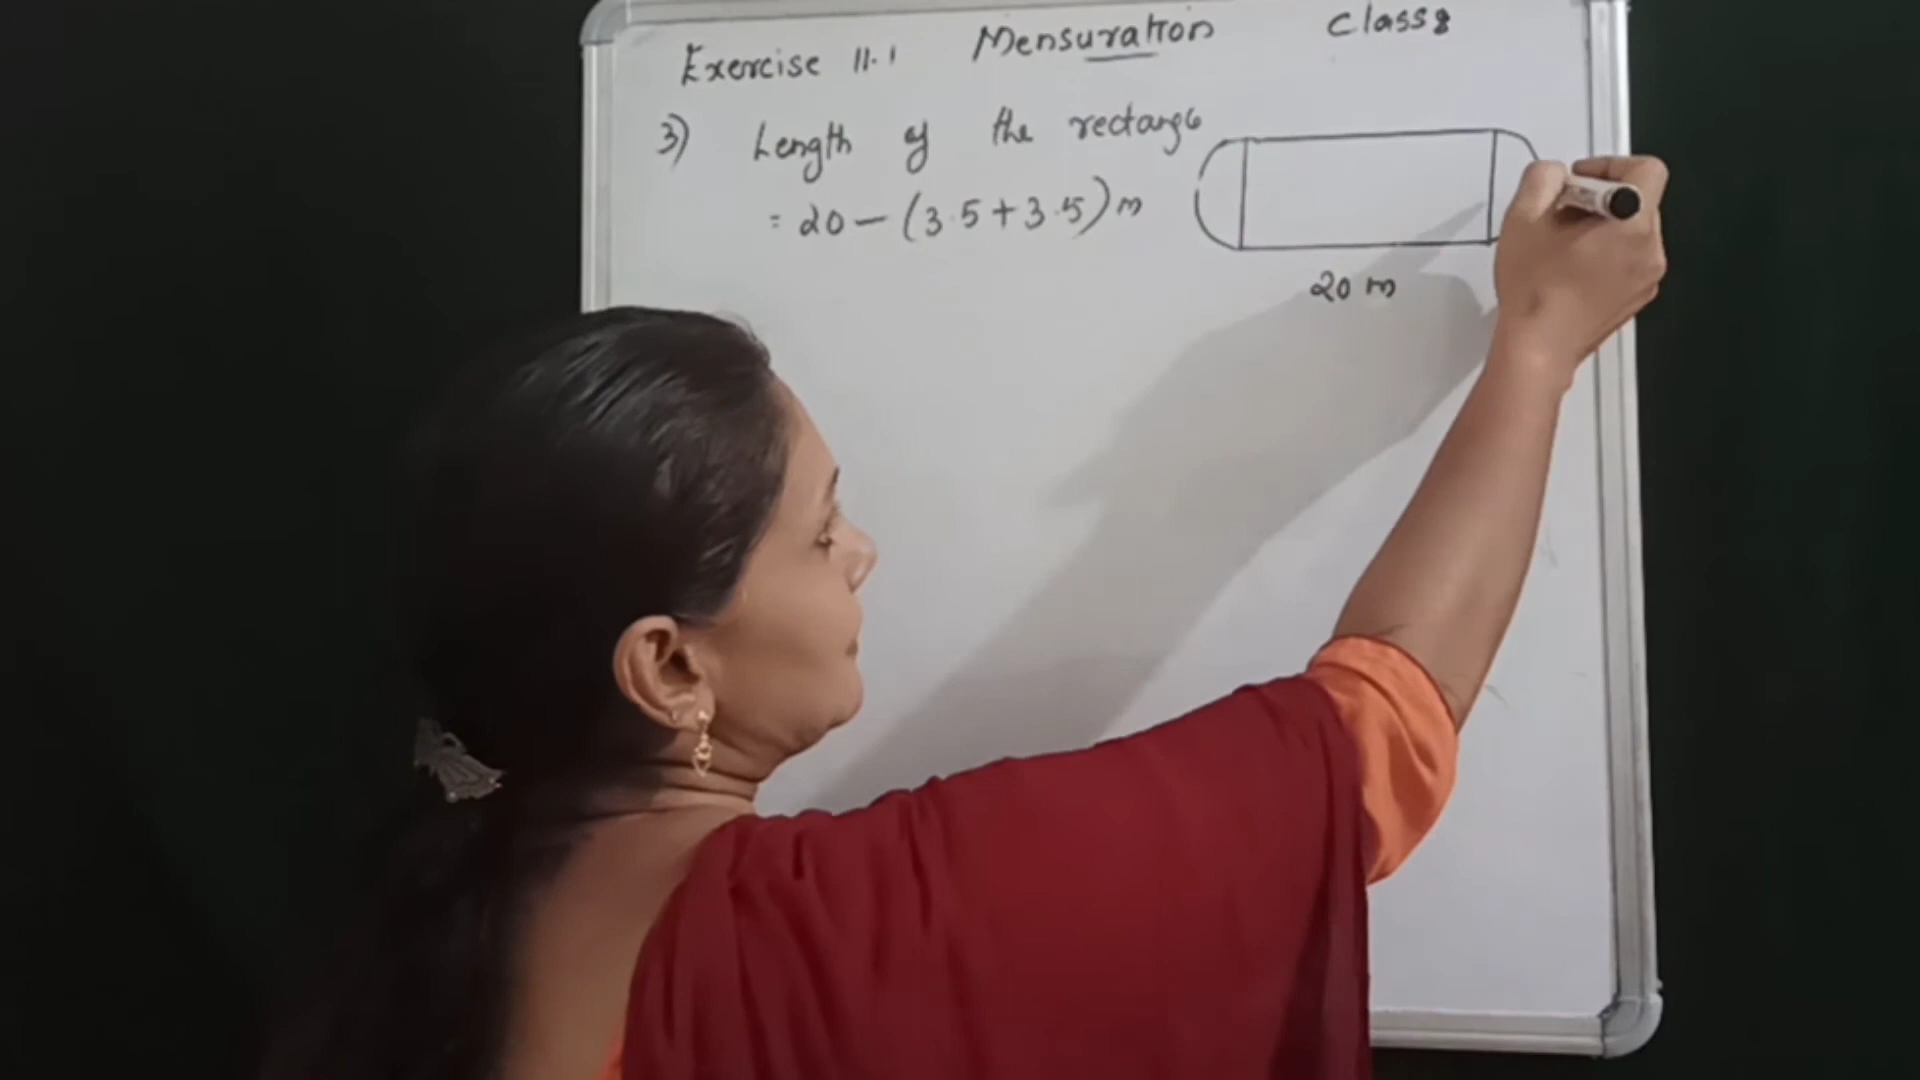 Exercise 11.1 Mensuration Class 8
3) Length of the rectangle
= 20 - (3.5 + 3.5) m
20 m